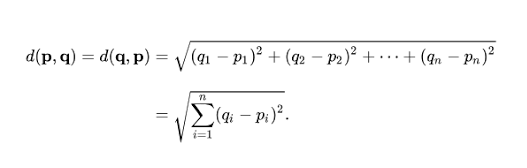 d(p, q) = d(q, p) = √((q₁ − p₁)² + (q₂ − p₂)² + ⋯ + (qₙ − pₙ)²)
= √(∑ᵢ₌₁ⁿ (qᵢ − pᵢ)²).